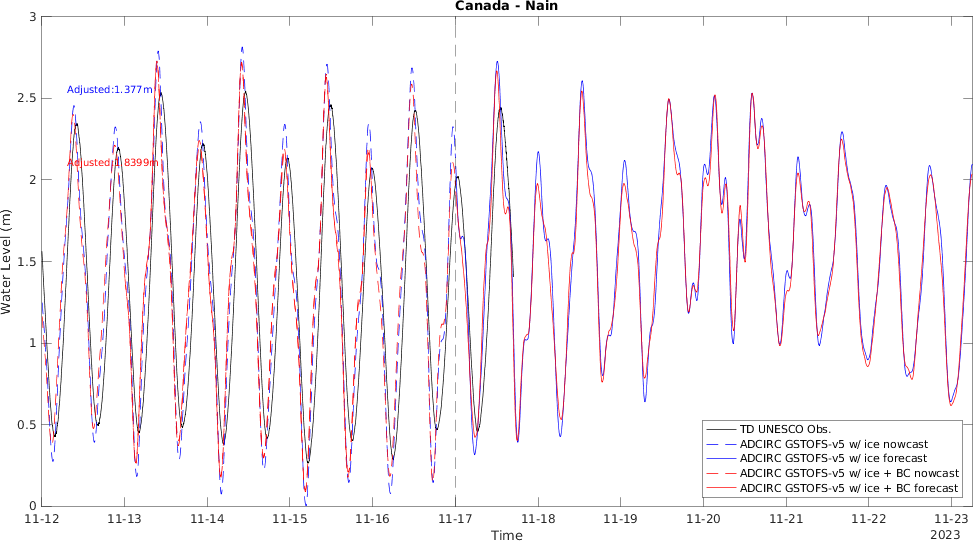 Canada - Nain
3
2.5
2
1.5
1
0.5
0
Water Level (m)
Adjusted:1.377m
Adjusted:1.8399m
TD UNESCO Obs.
ADCIRC GSTOFS-v5 w/ ice nowcast
ADCIRC GSTOFS-v5 w/ ice forecast
ADCIRC GSTOFS-v5 w/ ice + BC nowcast
ADCIRC GSTOFS-v5 w/ ice + BC forecast
11-12 11-13 11-14 11-15 11-16 11-17 11-18 11-19 11-20 11-21 11-22 11-23
2023
Time